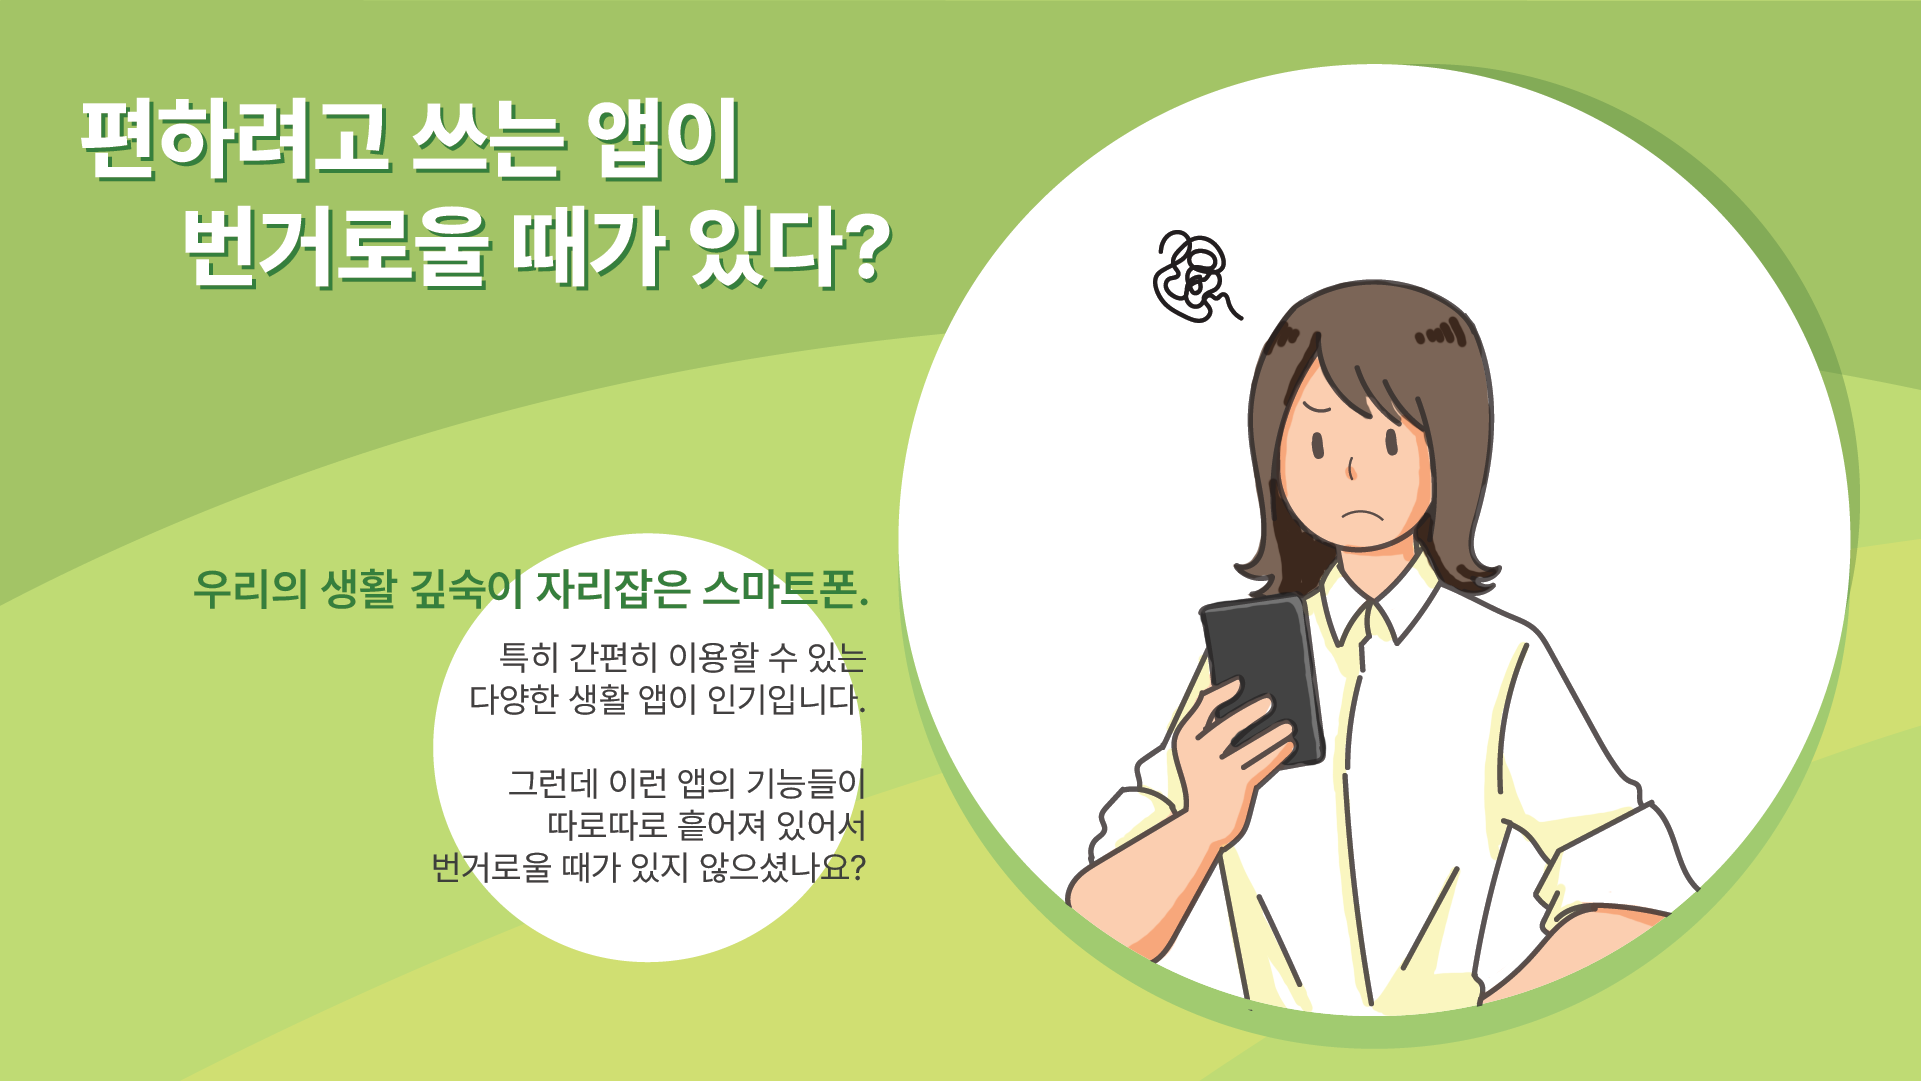 편하려고 쓰는 앱이
번거로울 때가 있다?
우리의 생활 깊숙이 자리잡은 스마트폰.
특히 간편히 이용할 수 있는
다양한 생활 앱이 인기입니다.
그런데 이런 앱의 기능들이
따로따로 흩어져 있어서
번거로울 때가 있지 않으셨나요?